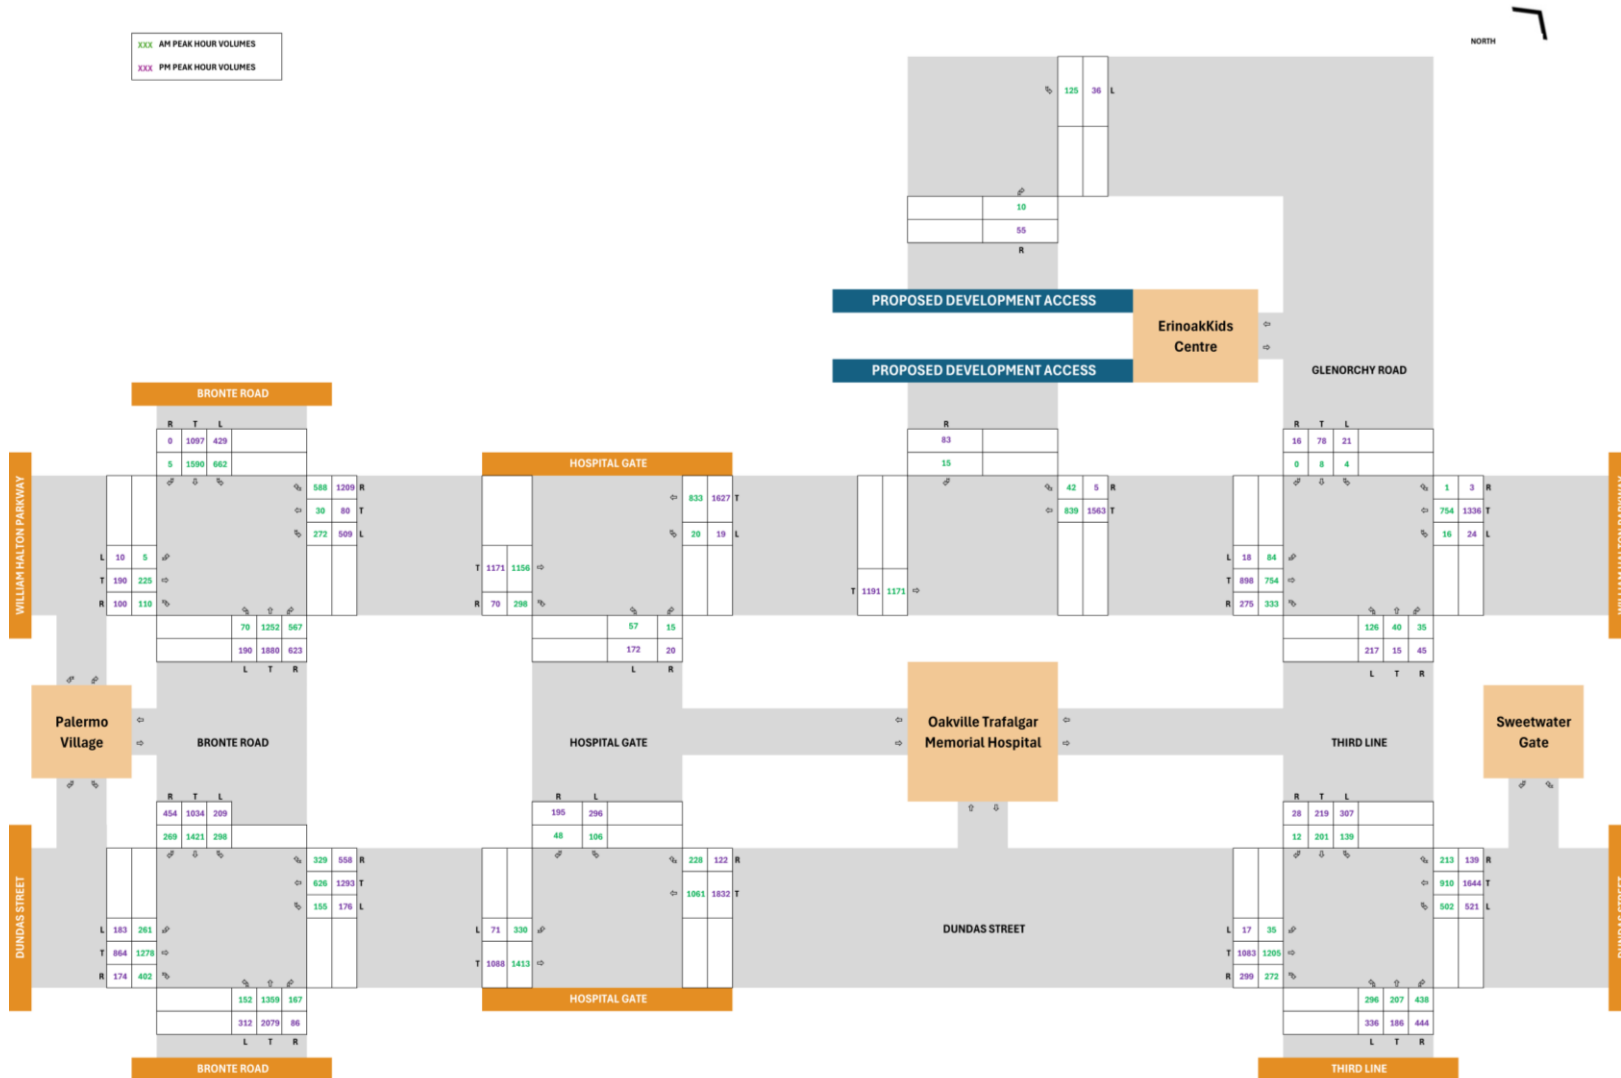 NORTH
XXX AM PEAK HOUR VOLUMES
XXX PM PEAK HOUR VOLUMES
125 36 L
10
55
R
PROPOSED DEVELOPMENT ACCESS
ErinoakKids
Centre
PROPOSED DEVELOPMENT ACCESS
GLENORCHY ROAD
BRONTE ROAD
R T L
0 1097 429
5 1590 662
WILLIAM HALTON PARKWAY
588 1209 R
30 80 T
272 509 L
L 10 5
T 190 225
R 100 110
70 1252 567
190 1880 623
L T R
HOSPITAL GATE
833 1627 T
20 19 L
T 1171 1156
R 70 298
57 15
172 20
L R
R
83
15
42 5 R
839 1563 T
T 1191 1171
R T L
16 78 21
0 8 4
1 3 R
754 1336 T
16 24 L
L 18 84
T 898 754
R 275 333
126 40 35
217 15 45
L T R
WILLIAM HALTON PARKWAY
Palermo
Village
BRONTE ROAD
HOSPITAL GATE
Oakville Trafalgar
Memorial Hospital
THIRD LINE
Sweetwater
Gate
DUNDAS STREET
R T L
454 1034 209
269 1421 298
329 558 R
626 1293 T
155 176 L
L 183 261
T 864 1278
R 174 402
152 1359 167
312 2079 86
L T R
BRONTE ROAD
R L
195 296
48 106
228 122 R
1061 1832 T
L 71 330
T 1088 1413
HOSPITAL GATE
DUNDAS STREET
R T L
28 219 307
12 201 139
213 139 R
910 1644 T
502 521 L
L 17 35
T 1083 1205
R 299 272
296 207 438
336 186 444
L T R
THIRD LINE
DUNDAS STREET